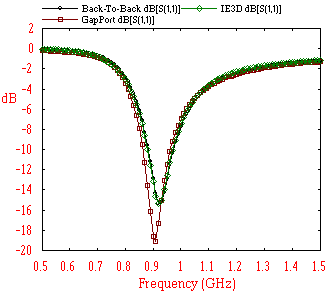 Back-To-Back dB[S(1,1)] IE3D dB[S(1,1)]
GapPort dB[S(1,1)]
2
0
-2
-4
-6
dB
-8
-10
-12
-14
-16
-18
-20
0.5 0.6 0.7 0.8 0.9 1 1.1 1.2 1.3 1.4 1.5
Frequency (GHz)